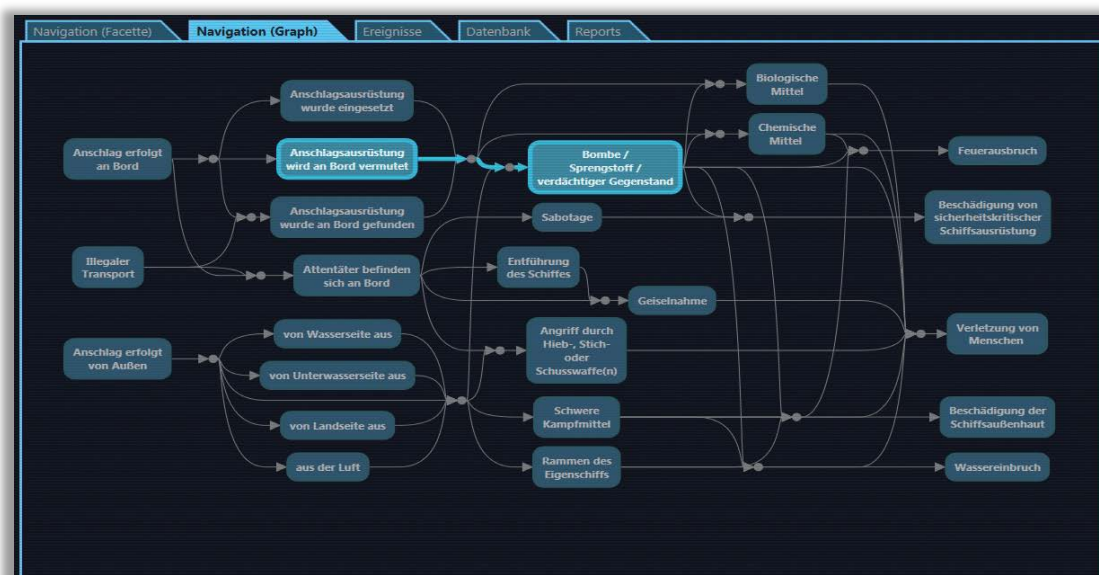 Navigation (Facette)
Navigation (Graph)
Ereignisse
Datenbank
Reports
Anschlag erfolgt
an Bord
Illegaler
Transport
Anschlag erfolgt
von Außen
Anschlagsausrüstung
wurde eingesetzt
Anschlagsausrüstung
wird an Bord vermutet
Anschlagsausrüstung
wurde an Bord gefunden
Attentäter befinden
sich an Bord
von Wasserseite aus
von Unterwasserseite aus
von Landseite aus
aus der Luft
Bombe /
Sprengstoff /
verdächtiger Gegenstand
Sabotage
Entführung
des Schiffes
Geiselnahme
Angriff durch
Hieb-, Stich-
oder
Schusswaffe(n)
Schwere
Kampfmittel
Rammen des
Eigenschiffs
Biologische
Mittel
Chemische
Mittel
Feuerausbruch
Beschädigung von
sicherheitskritischer
Schiffsausrüstung
Verletzung von
Menschen
Beschädigung der
Schiffsaußenhaut
Wassereinbruch